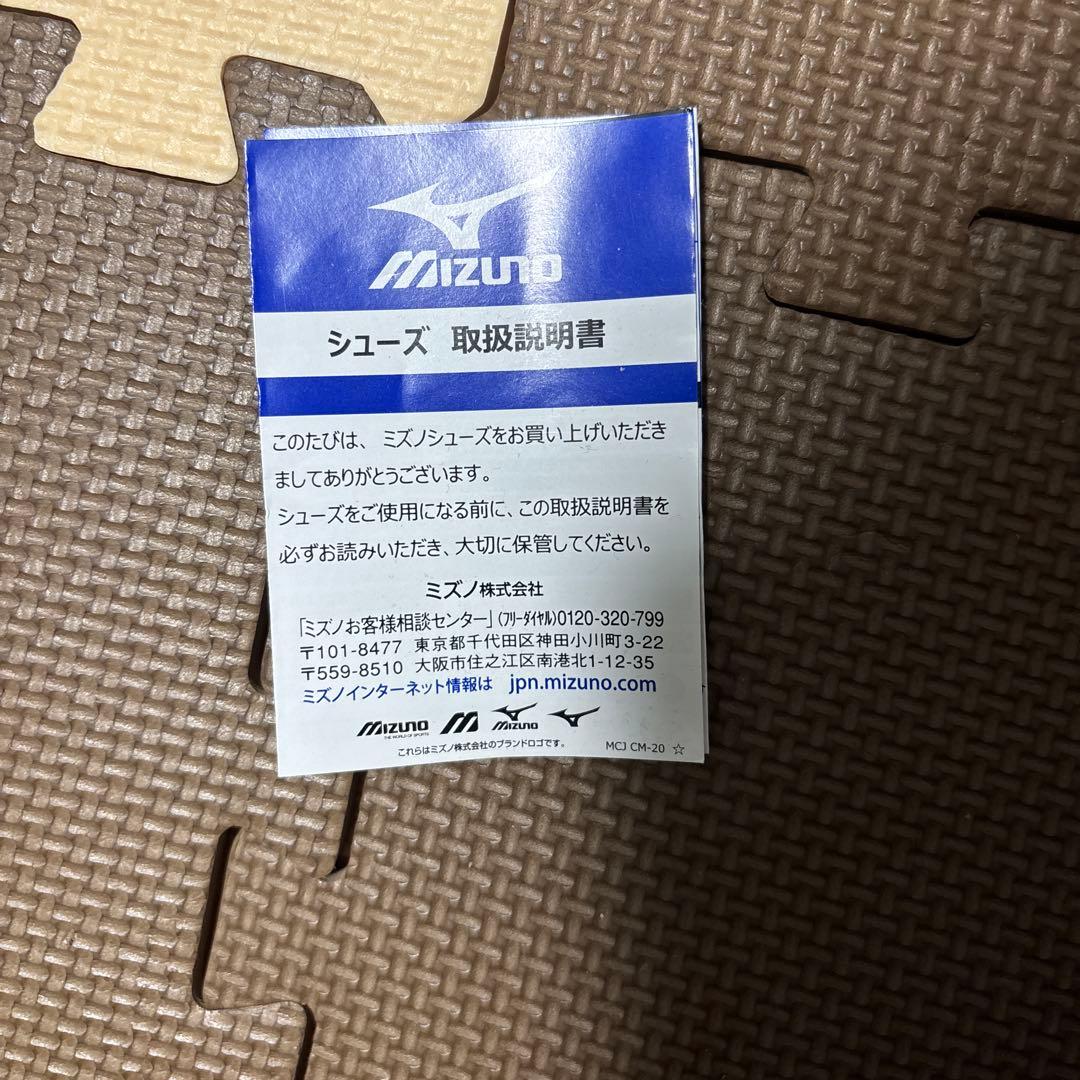 MIZUNO
シューズ 取扱説明書
このたびは、ミズノシューズをお買い上げいただき
ましてありがとうございます。
シューズをご使用になる前に、この取扱説明書を
必ずお読みいただき、大切に保管してください。
ミズノ株式会社
「ミズノお客様相談センター」(フリーダイヤル)0120-320-799
〒101-8477 東京都千代田区神田小川町3-22
〒559-8510 大阪市住之江区南港北1-12-35
ミズノインターネット情報は jpn.mizuno.com
MIZUNO M MIZUNO
THE WORLD OF SPORTS
これらはミズノ株式会社のブランドロゴです。 MCJ CM-20 ☆